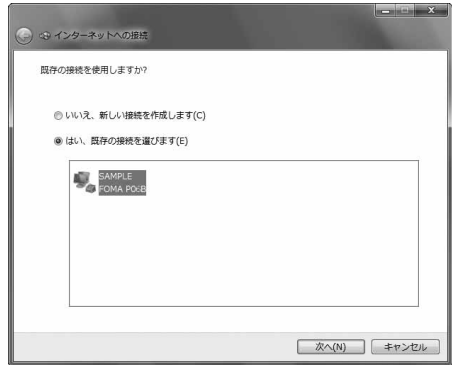 インターネットへの接続
既存の接続を使用しますか?
いいえ、新しい接続を作成します(C)
はい、既存の接続を選びます(E)
SAMPLE
FOMA P06B
次へ(N)
キャンセル